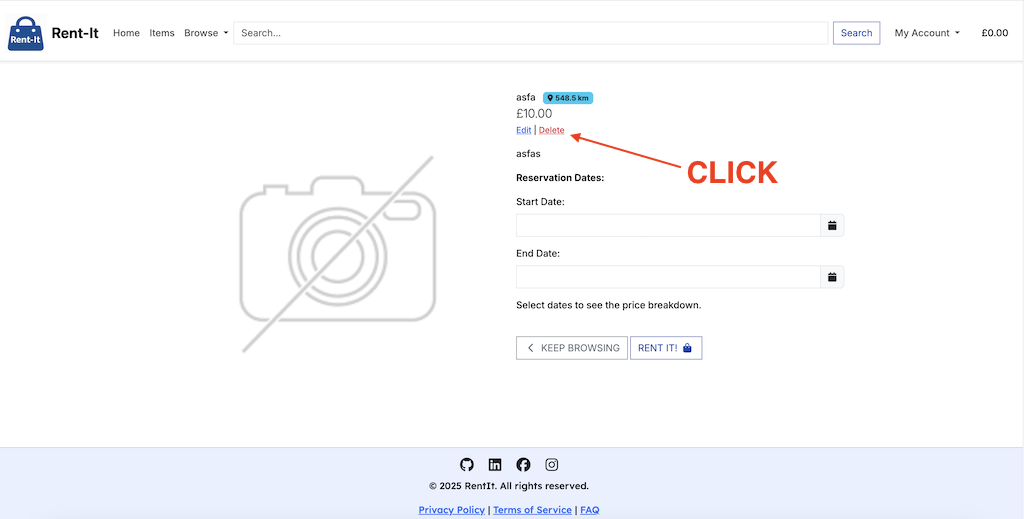 Rent-It
Rent-It Home Items Browse Search... Search My Account £0.00
asfa 548.5 km
£10.00
Edit | Delete
CLICK
asfas
Reservation Dates:
Start Date:
End Date:
Select dates to see the price breakdown.
KEEP BROWSING RENT IT!
© 2025 RentIt. All rights reserved.
Privacy Policy | Terms of Service | FAQ